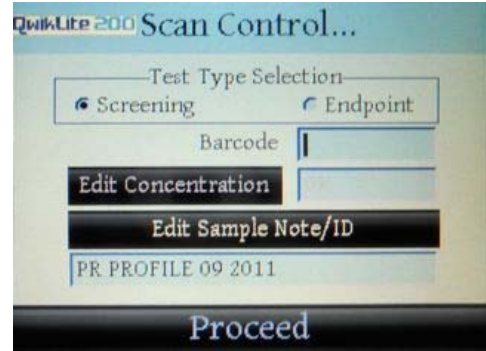 QwikLite 200 Scan Control...
Test Type Selection
Screening Endpoint
Barcode
Edit Concentration
Edit Sample Note/ID
PR PROFILE 09 2011
Proceed